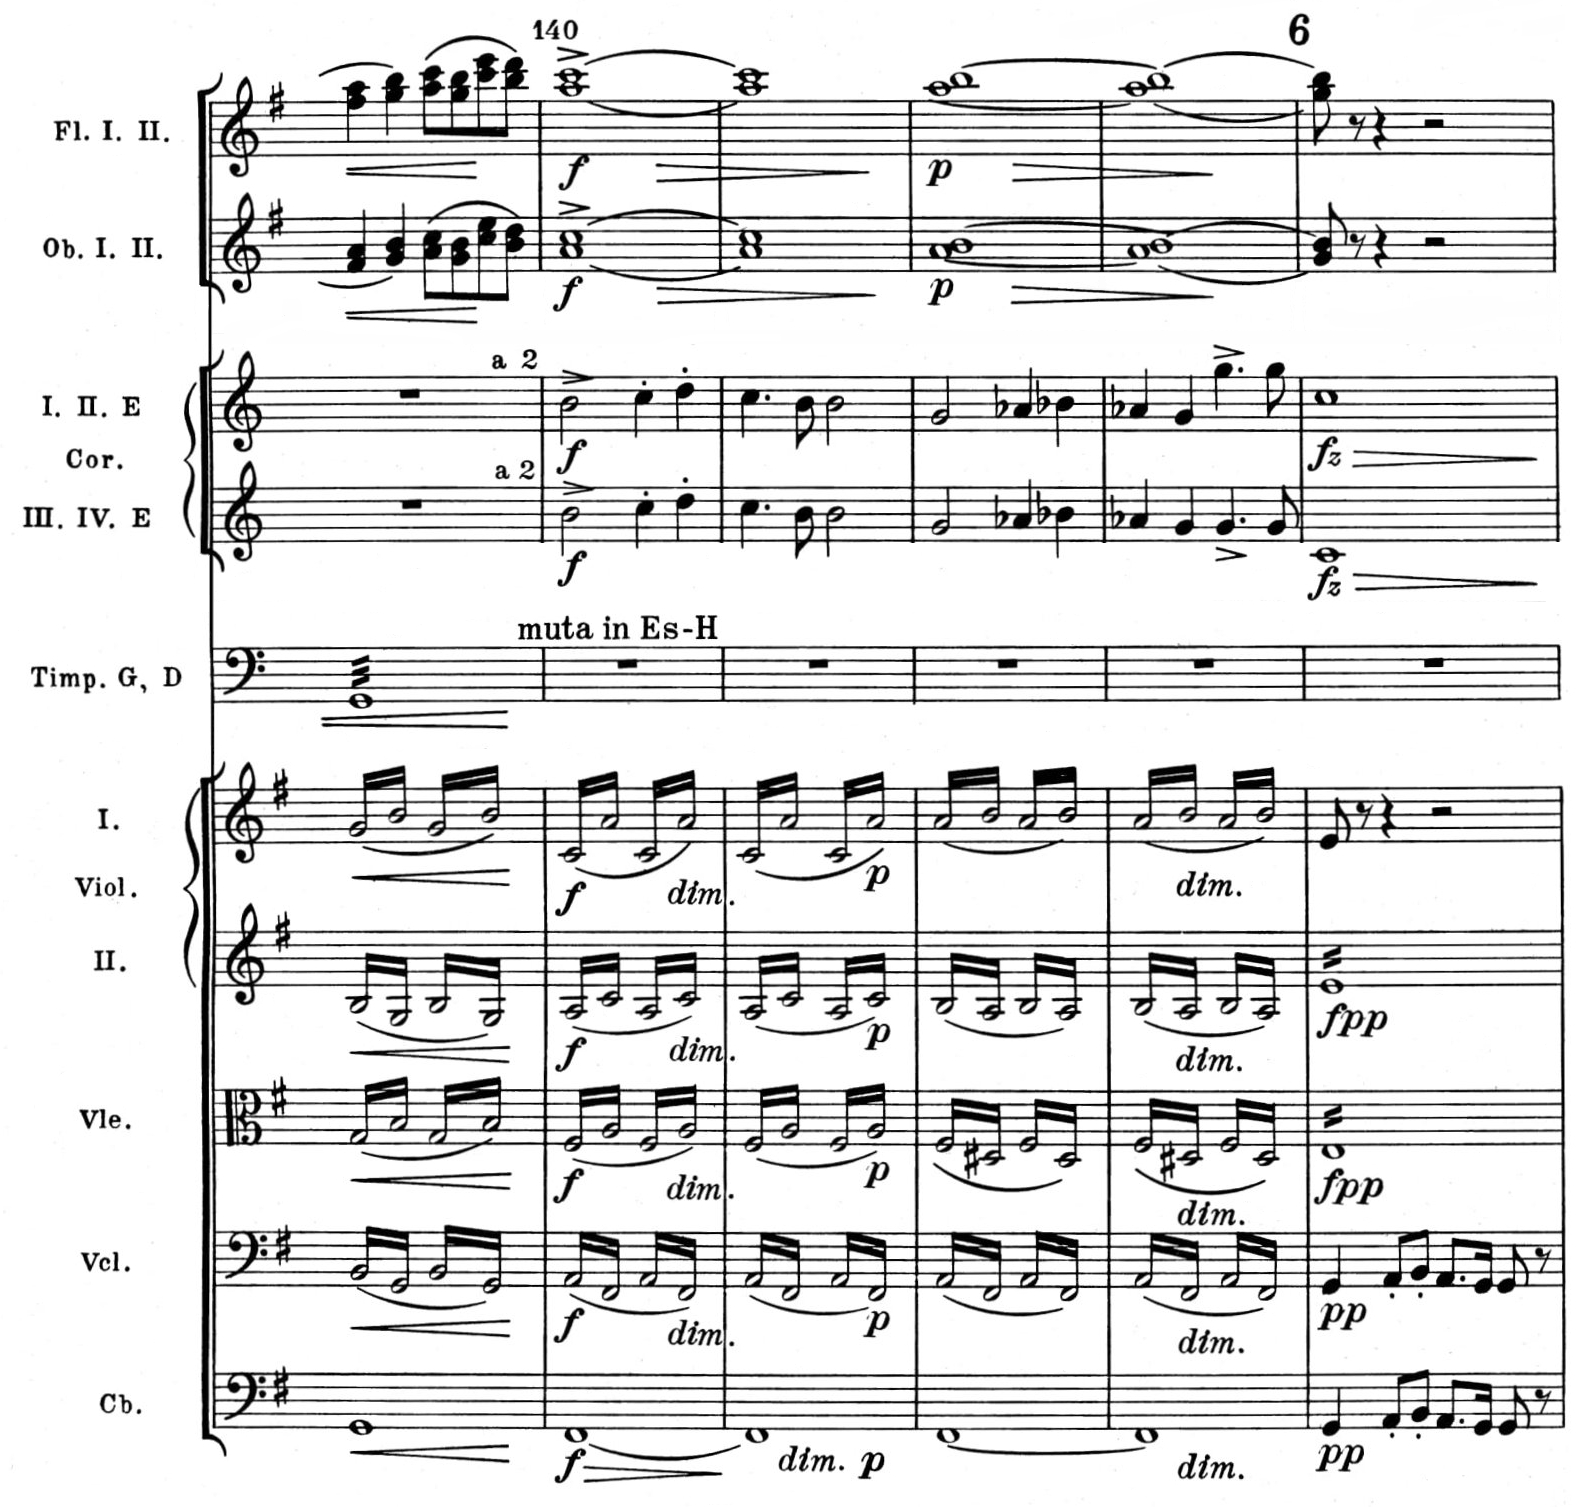 140 6
Fl. I. II.
f p
Ob. I. II.
f p
a 2
I. II. E
f fz
Cor.
a 2
III. IV. E
f fz
muta in Es-H
Timp. G, D
I.
f dim. p dim.
Viol.
II.
f dim. p dim. fpp
Vle.
f dim. p dim. fpp
Vcl.
f dim. p dim. pp
Cb.
f dim. p dim. pp